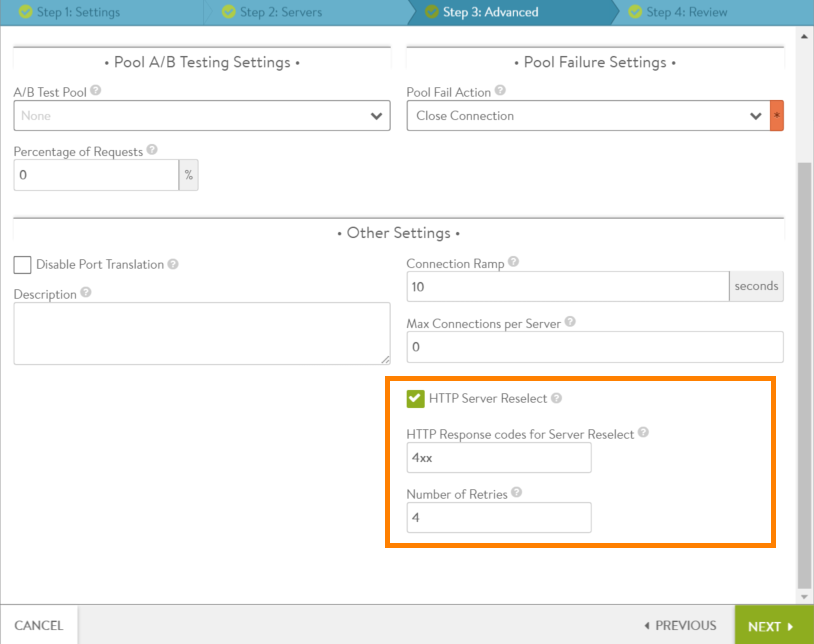 Step 1: Settings
Step 2: Servers
Step 3: Advanced
Step 4: Review
• Pool A/B Testing Settings •
A/B Test Pool ?
None
Percentage of Requests ?
0 %
• Pool Failure Settings •
Pool Fail Action ?
Close Connection *
• Other Settings •
Disable Port Translation ?
Description ?
Connection Ramp ?
10 seconds
Max Connections per Server ?
0
HTTP Server Reselect ?
HTTP Response codes for Server Reselect ?
4xx
Number of Retries ?
4
CANCEL
PREVIOUS
NEXT